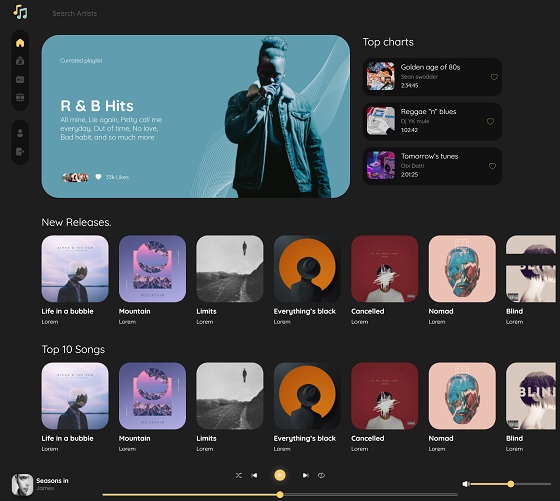 Search Artists
Currated playlist
R & B Hits
All mine, Lie again, Petty call me
everyday, Out of time, No love,
Bad habit, and so much more
33k Likes
Top charts
Golden age of 80s
Sean swadder
2:34:45
Reggae "n" blues
Dj YK mule
1:02:42
Tomorrow's tunes
Obi Datti
2:01:25
New Releases.
MOUNTAIN
Life in a bubble
Lorem
Mountain
Lorem
Limits
Lorem
Everything's black
Lorem
Cancelled
Lorem
Nomad
Lorem
Blind
Lorem
Top 10 Songs
MOUNTAIN
BLIN
Life in a bubble
Lorem
Mountain
Lorem
Limits
Lorem
Everything's black
Lorem
Cancelled
Lorem
Nomad
Lorem
Blind
Lorem
Seasons in
James